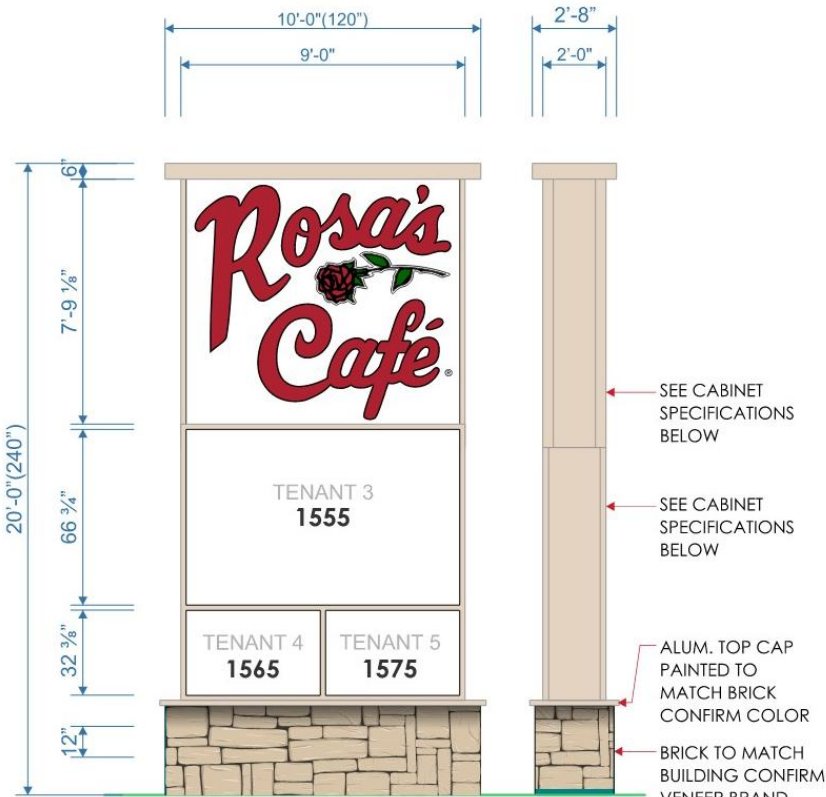 10'-0"(120")
2'-8"
9'-0"
2'-0"
6"
Rosa's
Café®
7'-9 ⅛"
SEE CABINET
SPECIFICATIONS
BELOW
20'-0"(240")
66 ¾"
TENANT 3
1555
SEE CABINET
SPECIFICATIONS
BELOW
32 ⅜"
TENANT 4
1565
TENANT 5
1575
ALUM. TOP CAP
PAINTED TO
MATCH BRICK
CONFIRM COLOR
12"
BRICK TO MATCH
BUILDING CONFIRM
VENEER BRAND